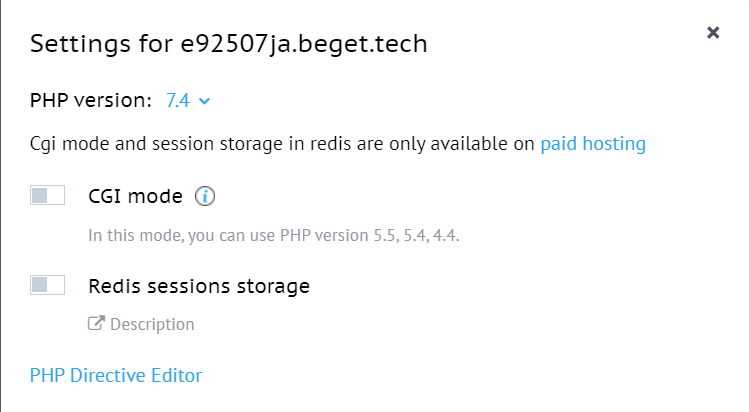 Settings for e92507ja.beget.tech
PHP version: 7.4
Cgi mode and session storage in redis are only available on paid hosting
CGI mode
In this mode, you can use PHP version 5.5, 5.4, 4.4.
Redis sessions storage
Description
PHP Directive Editor